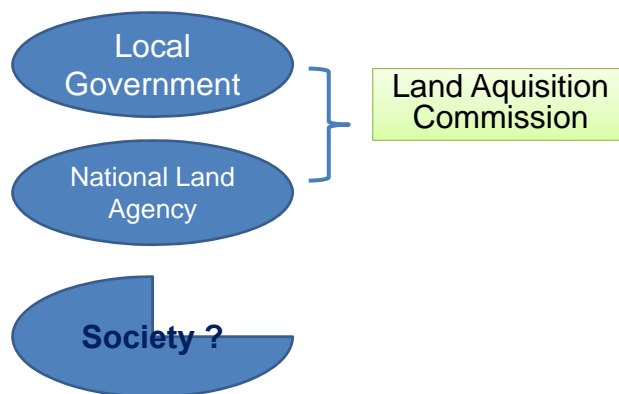 Local
Government
Land Aquisition
Commission
National Land
Agency
Society ?